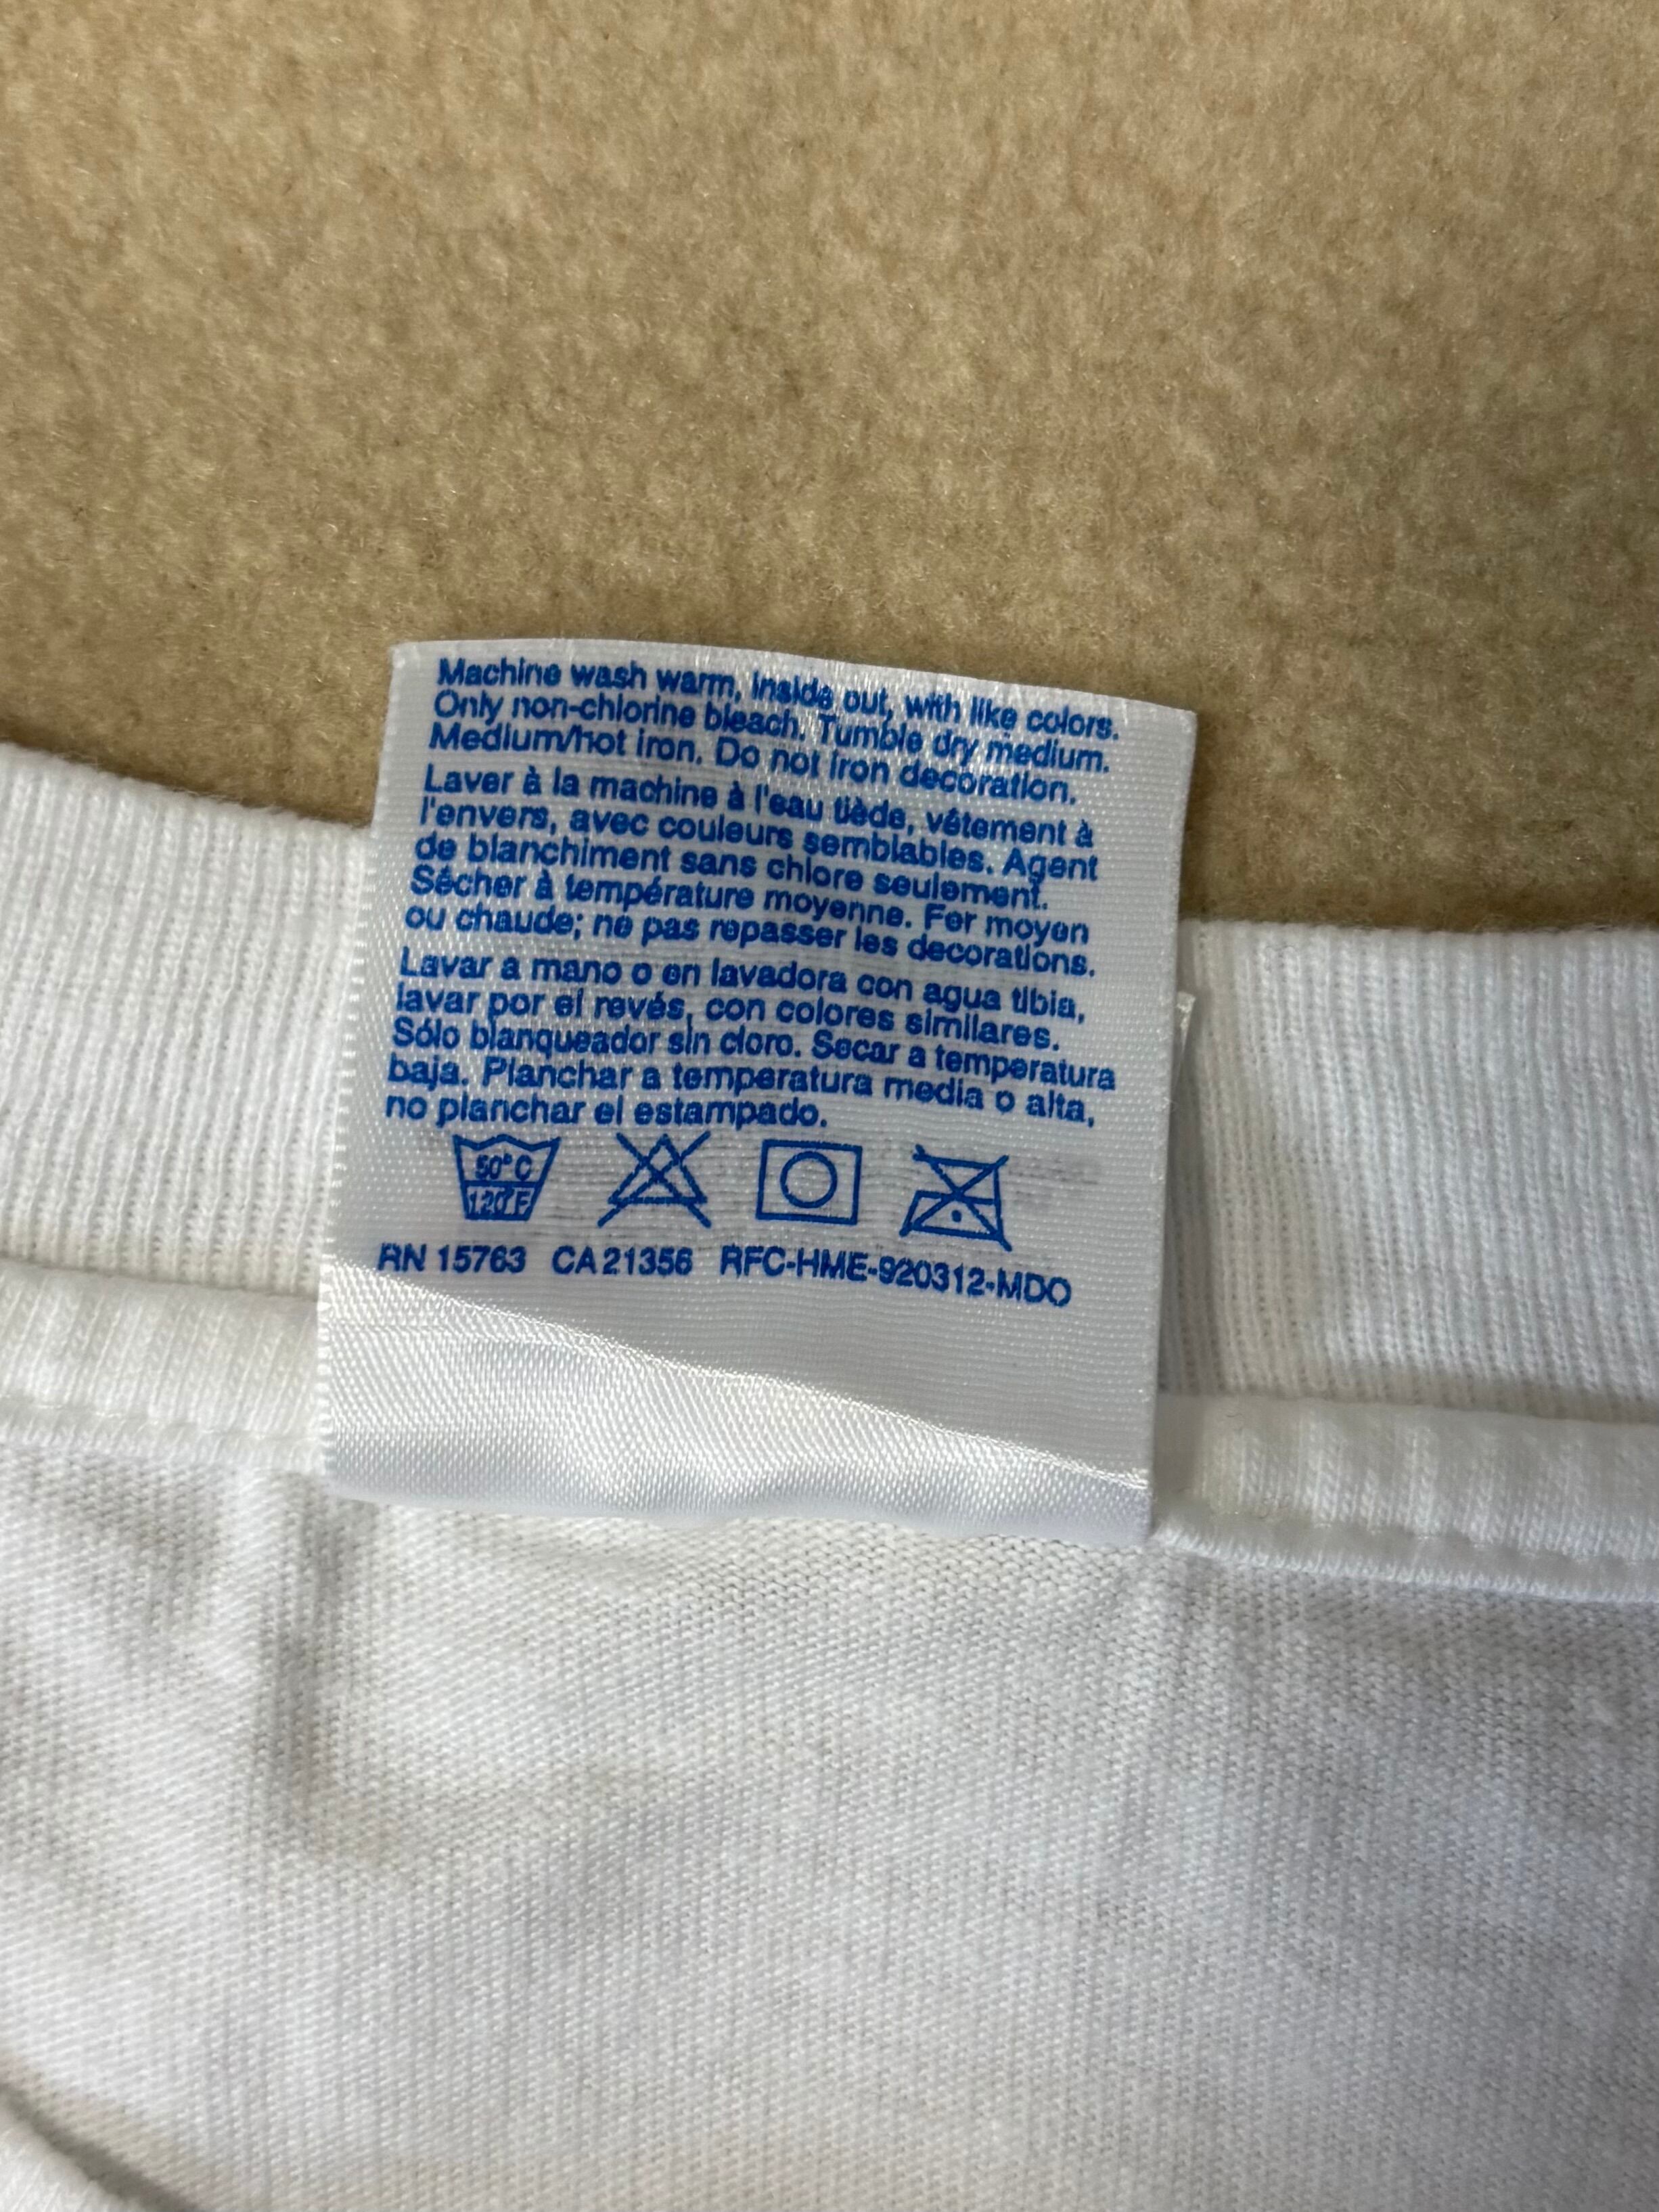 Machine wash warm, inside out, with like colors.
Only non-chlorine bleach. Tumble dry medium.
Medium/hot iron. Do not iron decoration.
Laver à la machine à l'eau tiède, vétement à
l'envers, avec couleurs semblables. Agent
de blanchiment sans chlore seulement.
Sécher à température moyenne. Fer moyen
ou chaude; ne pas repasser les decorations.
Lavar a mano o en lavadora con agua tibia,
lavar por el revés, con colores similares.
Sólo blanqueador sin cloro. Secar a temperatura
baja. Planchar a temperatura media o alta,
no planchar el estampado.
50°C
120°F
RN 15763 CA 21356 RFC-HME-920312-MDO